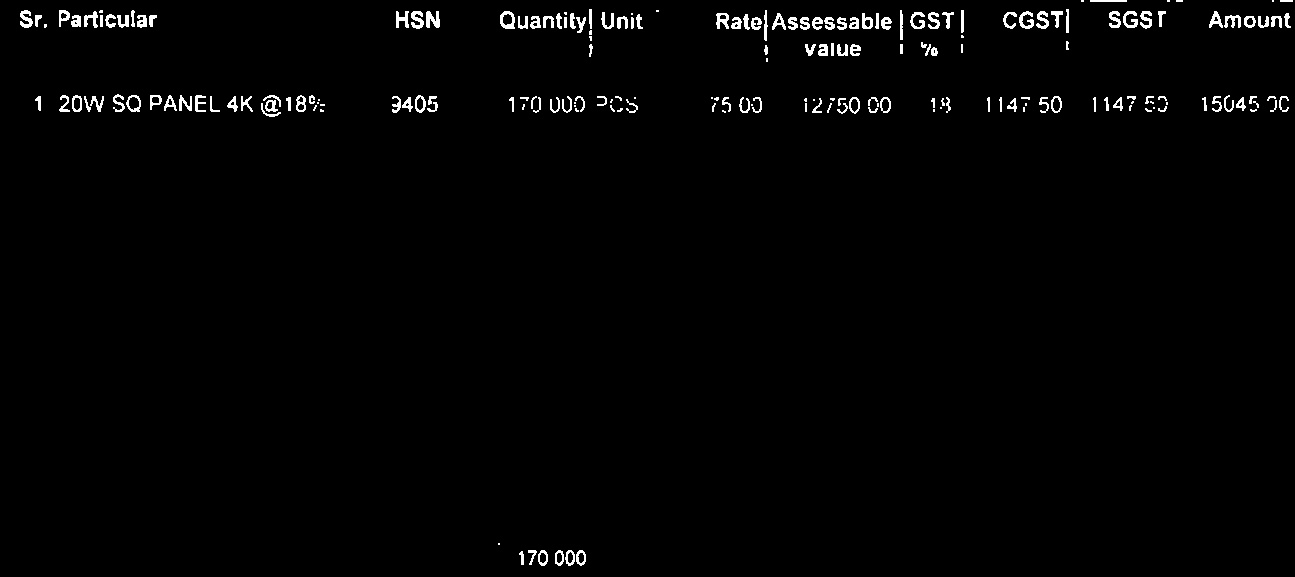 Sr. Particular HSN Quantity Unit Rate Assessable value GST % CGST SGST Amount
1 20W SQ PANEL 4K @18% 9405 170 000 PCS 75 00 12750 00 18 1147 50 1147 50 15045 00
170 000